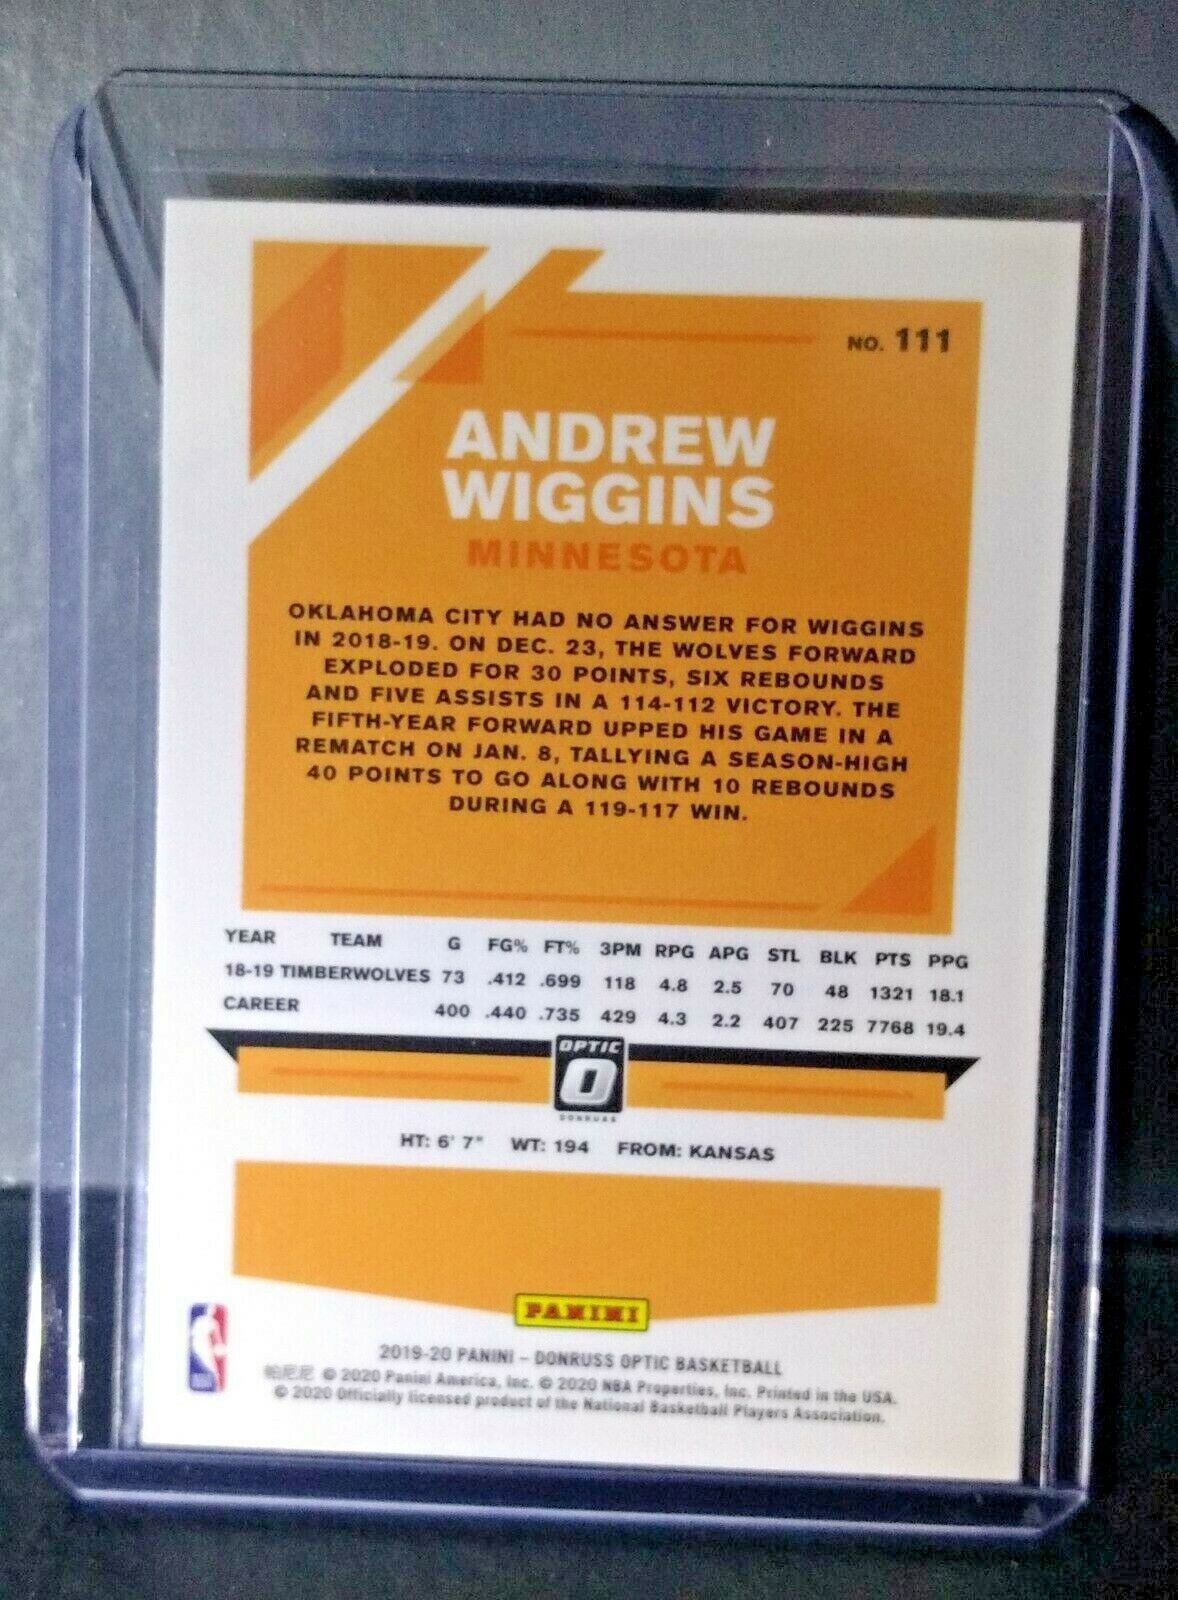 NO. 111
ANDREW
WIGGINS
MINNESOTA
OKLAHOMA CITY HAD NO ANSWER FOR WIGGINS
IN 2018-19. ON DEC. 23, THE WOLVES FORWARD
EXPLODED FOR 30 POINTS, SIX REBOUNDS
AND FIVE ASSISTS IN A 114-112 VICTORY. THE
FIFTH-YEAR FORWARD UPPED HIS GAME IN A
REMATCH ON JAN. 8, TALLYING A SEASON-HIGH
40 POINTS TO GO ALONG WITH 10 REBOUNDS
DURING A 119-117 WIN.
YEAR TEAM G FG% FT% 3PM RPG APG STL BLK PTS PPG
18-19 TIMBERWOLVES 73 .412 .699 118 4.8 2.5 70 48 1321 18.1
CAREER 400 .440 .735 429 4.3 2.2 407 225 7768 19.4
OPTIC
O
DONRUSS
HT: 6' 7" WT: 194 FROM: KANSAS
PANINI
2019-20 PANINI – DONRUSS OPTIC BASKETBALL
帕尼尼 © 2020 Panini America, Inc. © 2020 NBA Properties, Inc. Printed in the USA.
© 2020 Officially licensed product of the National Basketball Players Association.